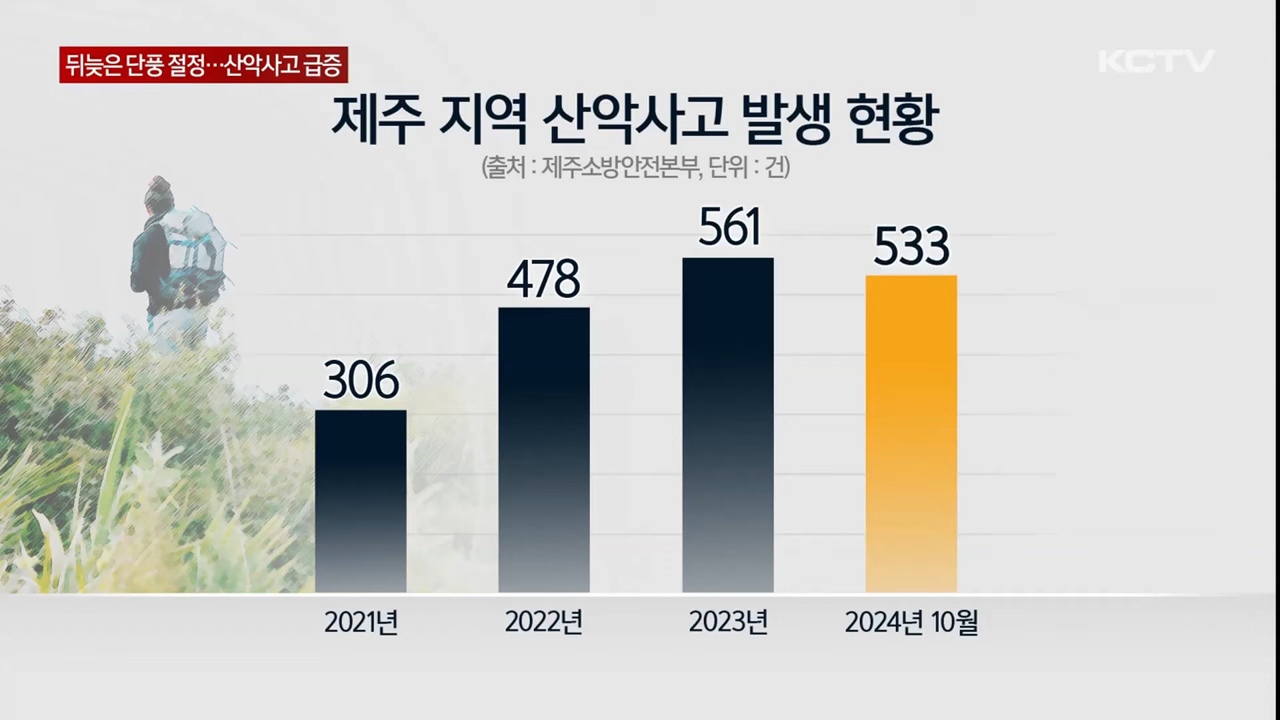 뒤늦은 단풍 절정…산악사고 급증
KCTV
제주 지역 산악사고 발생 현황
(출처 : 제주소방안전본부, 단위 : 건)
306
478
561
533
2021년
2022년
2023년
2024년 10월